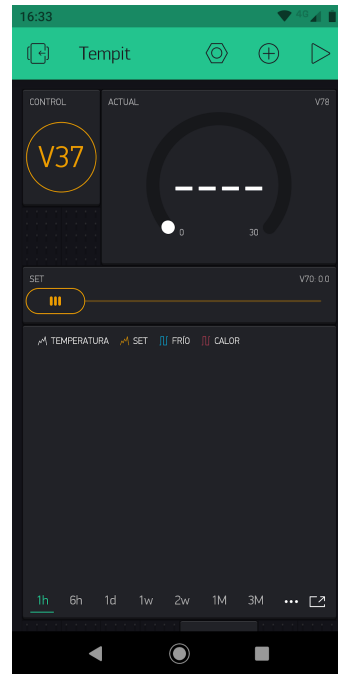 16:33 4G
Tempit
CONTROL
ACTUAL V78
V37
----
0 30
SET V70: 0.0
TEMPERATURA SET FRÍO CALOR
1h 6h 1d 1w 2w 1M 3M ...